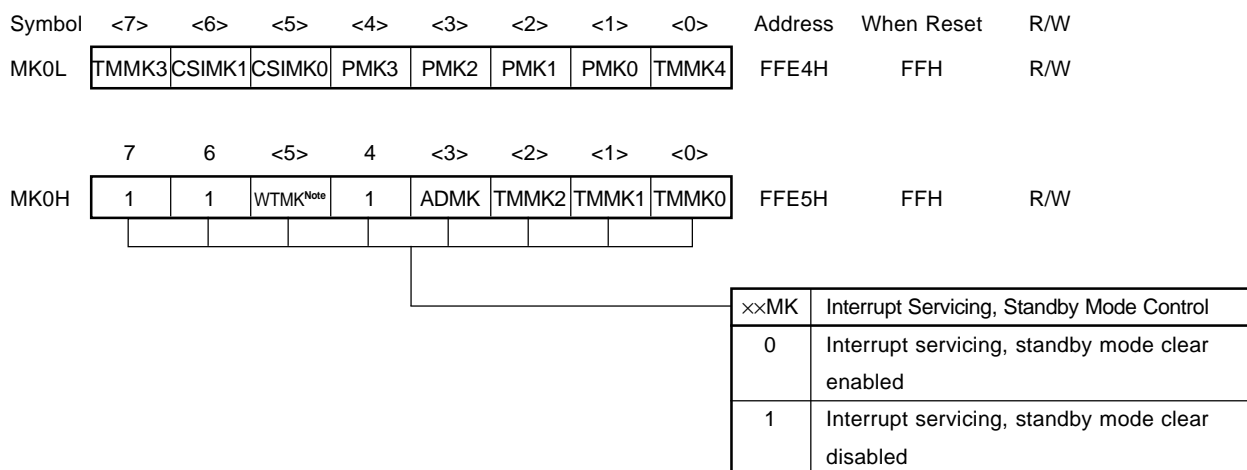 Symbol <7> <6> <5> <4> <3> <2> <1> <0> Address When Reset R/W
MK0L TMMK3 CSIMK1 CSIMK0 PMK3 PMK2 PMK1 PMK0 TMMK4 FFE4H FFH R/W
7 6 <5> 4 <3> <2> <1> <0>
MK0H 1 1 WTMKNote 1 ADMK TMMK2 TMMK1 TMMK0 FFE5H FFH R/W
××MK Interrupt Servicing, Standby Mode Control
0 Interrupt servicing, standby mode clear
enabled
1 Interrupt servicing, standby mode clear
disabled